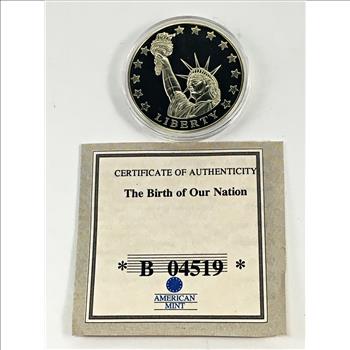 LIBERTY
CERTIFICATE OF AUTHENTICITY
The Birth of Our Nation
* B 04519 *
AMERICAN
MINT